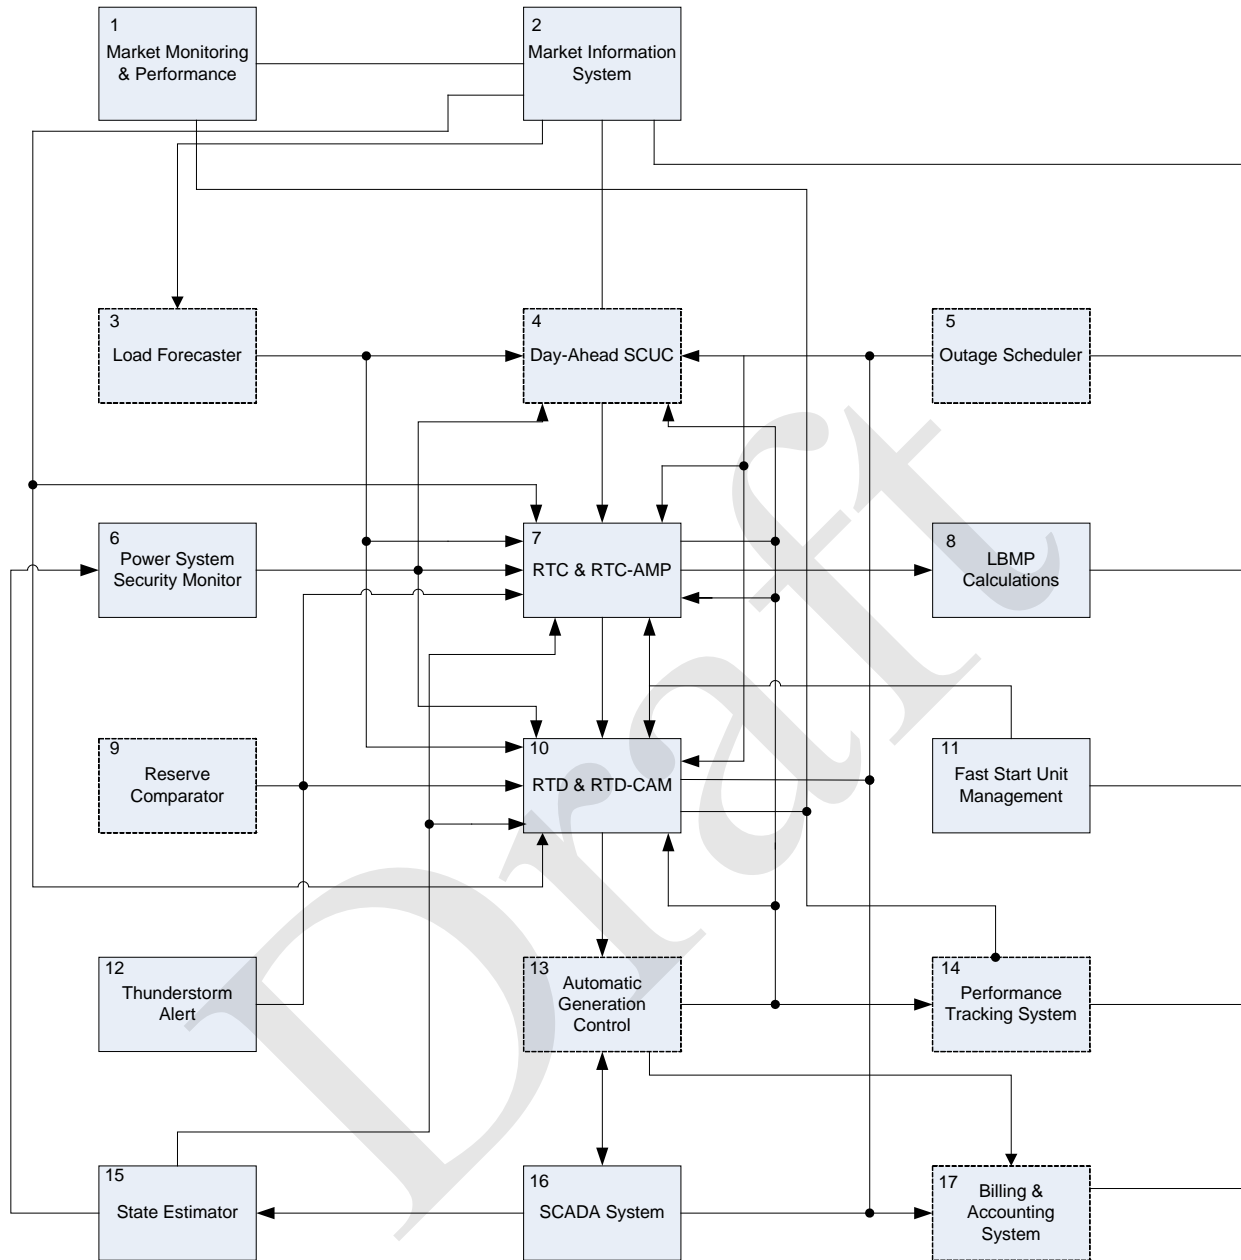 1
Market Monitoring
& Performance
2
Market Information
System
3
Load Forecaster
4
Day-Ahead SCUC
5
Outage Scheduler
6
Power System
Security Monitor
7
RTC & RTC-AMP
8
LBMP
Calculations
9
Reserve
Comparator
10
RTD & RTD-CAM
11
Fast Start Unit
Management
12
Thunderstorm
Alert
13
Automatic
Generation
Control
14
Performance
Tracking System
15
State Estimator
16
SCADA System
17
Billing &
Accounting
System
Draft